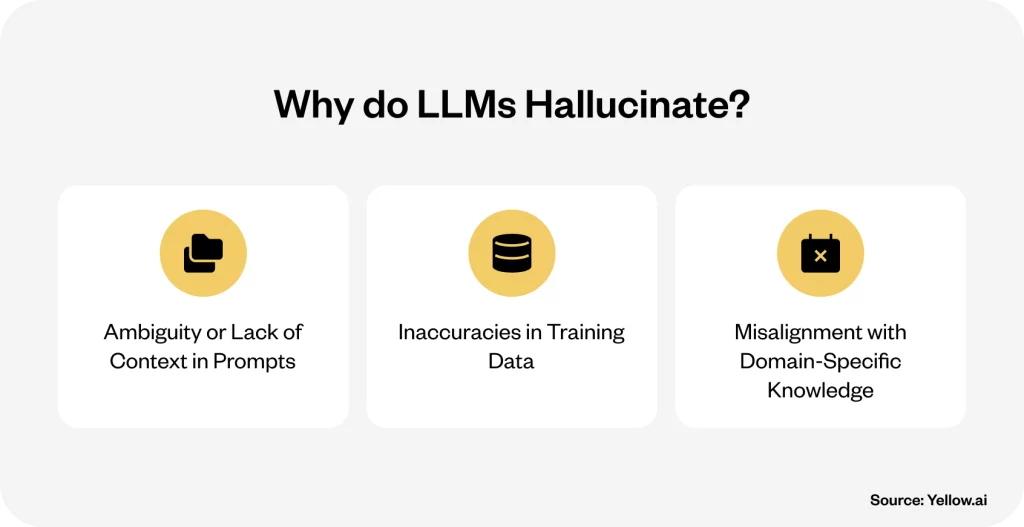 Why do LLMs Hallucinate?
Ambiguity or Lack of
Context in Prompts
Inaccuracies in Training
Data
Misalignment with
Domain-Specific
Knowledge
Source: Yellow.ai